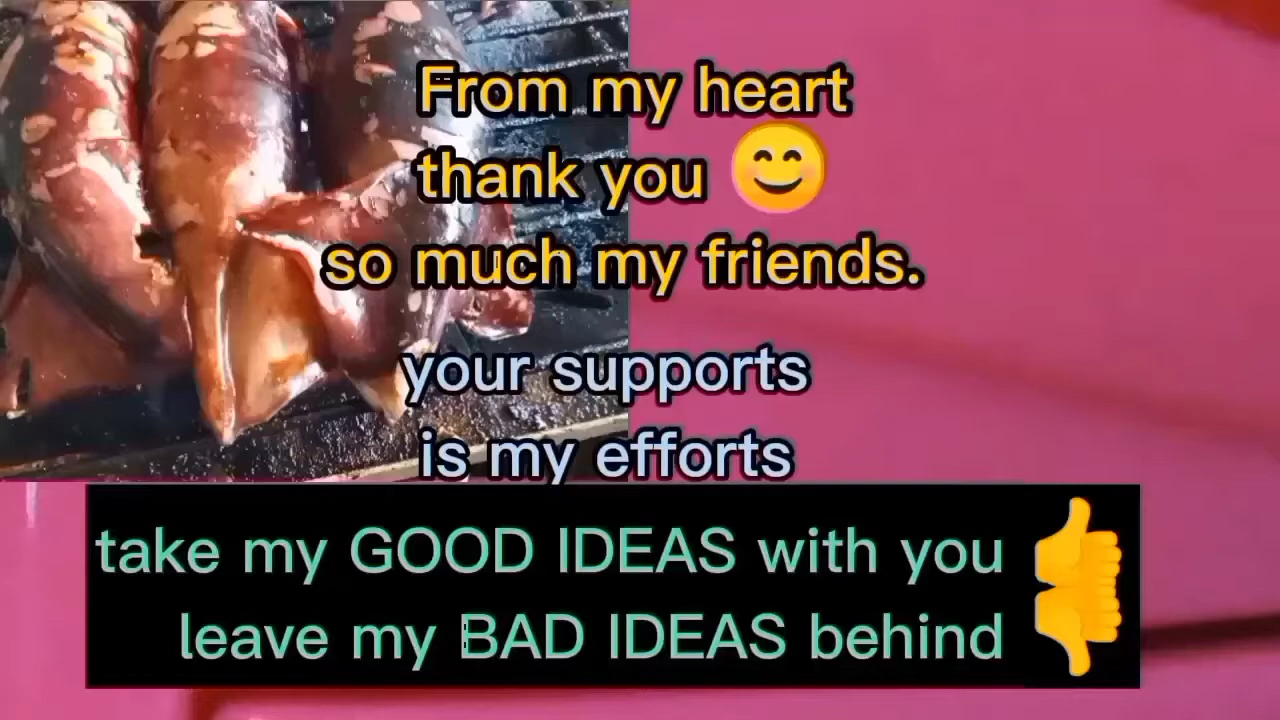 From my heart
thank you 😊
so much my friends.
your supports
is my efforts
take my GOOD IDEAS with you 👍
leave my BAD IDEAS behind 👎